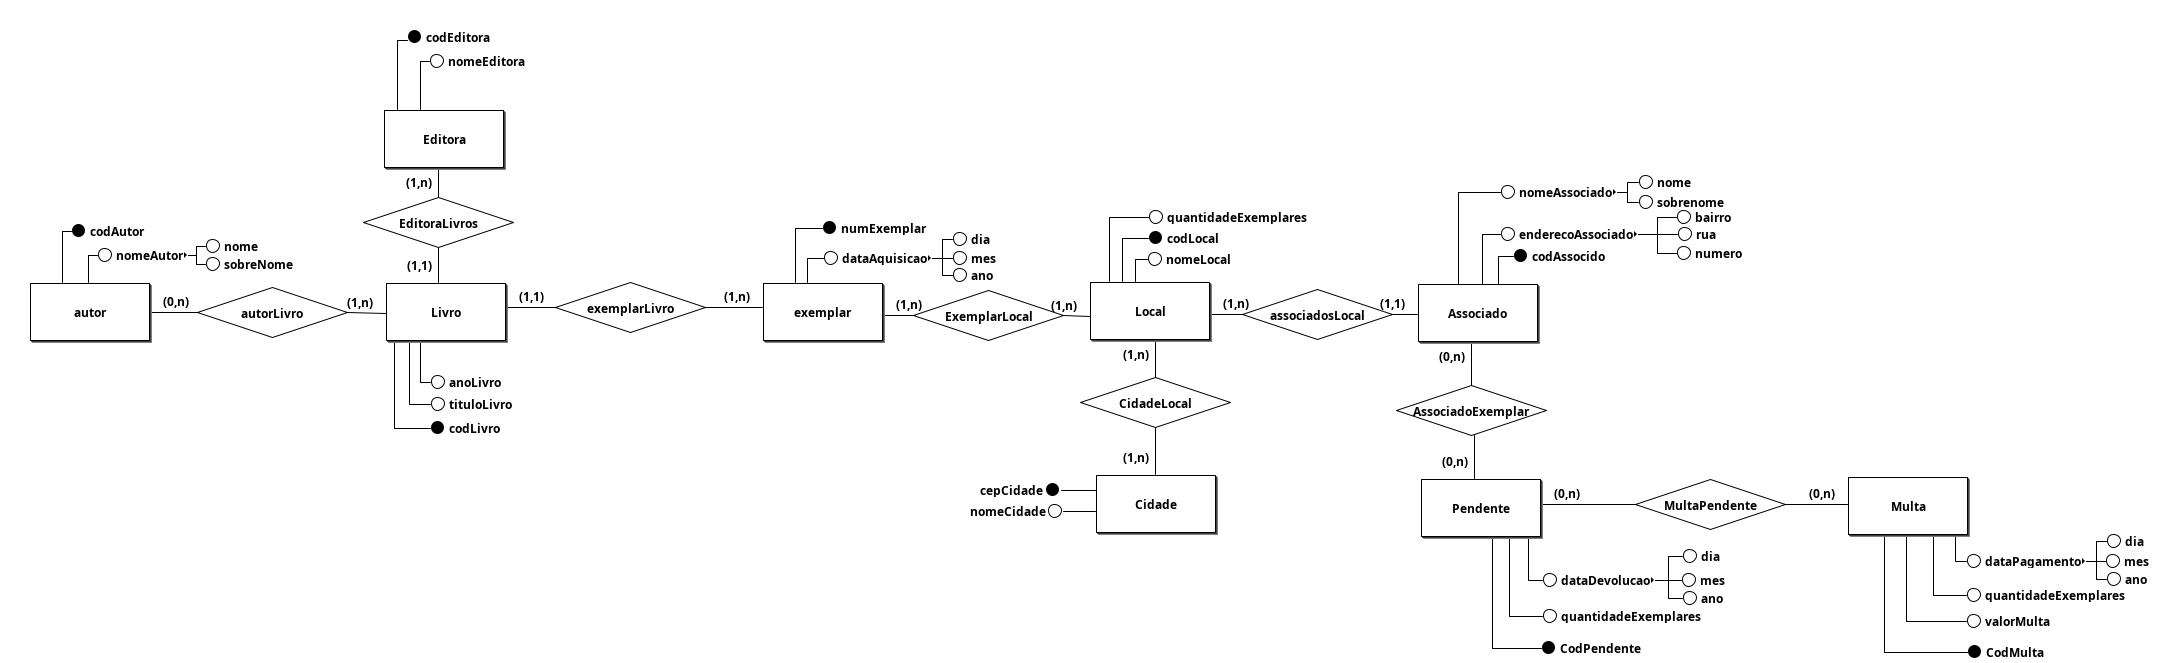 codEditora
nomeEditora
Editora
(1,n)
EditoraLivros
(1,1)
codAutor
nomeAutor
nome
sobreNome
autor
(0,n)
autorLivro
(1,n)
Livro
anoLivro
tituloLivro
codLivro
(1,1)
exemplarLivro
(1,n)
numExemplar
dataAquisicao
dia
mes
ano
exemplar
(1,n)
ExemplarLocal
(1,n)
quantidadeExemplares
codLocal
nomeLocal
Local
(1,n)
CidadeLocal
(1,n)
cepCidade
nomeCidade
Cidade
(1,n)
associadosLocal
(1,1)
nomeAssociado
nome
sobrenome
enderecoAssociado
bairro
rua
numero
codAssocido
Associado
(0,n)
AssociadoExemplar
(0,n)
Pendente
dataDevolucao
dia
mes
ano
quantidadeExemplares
CodPendente
(0,n)
MultaPendente
(0,n)
Multa
dataPagamento
dia
mes
ano
quantidadeExemplares
valorMulta
CodMulta